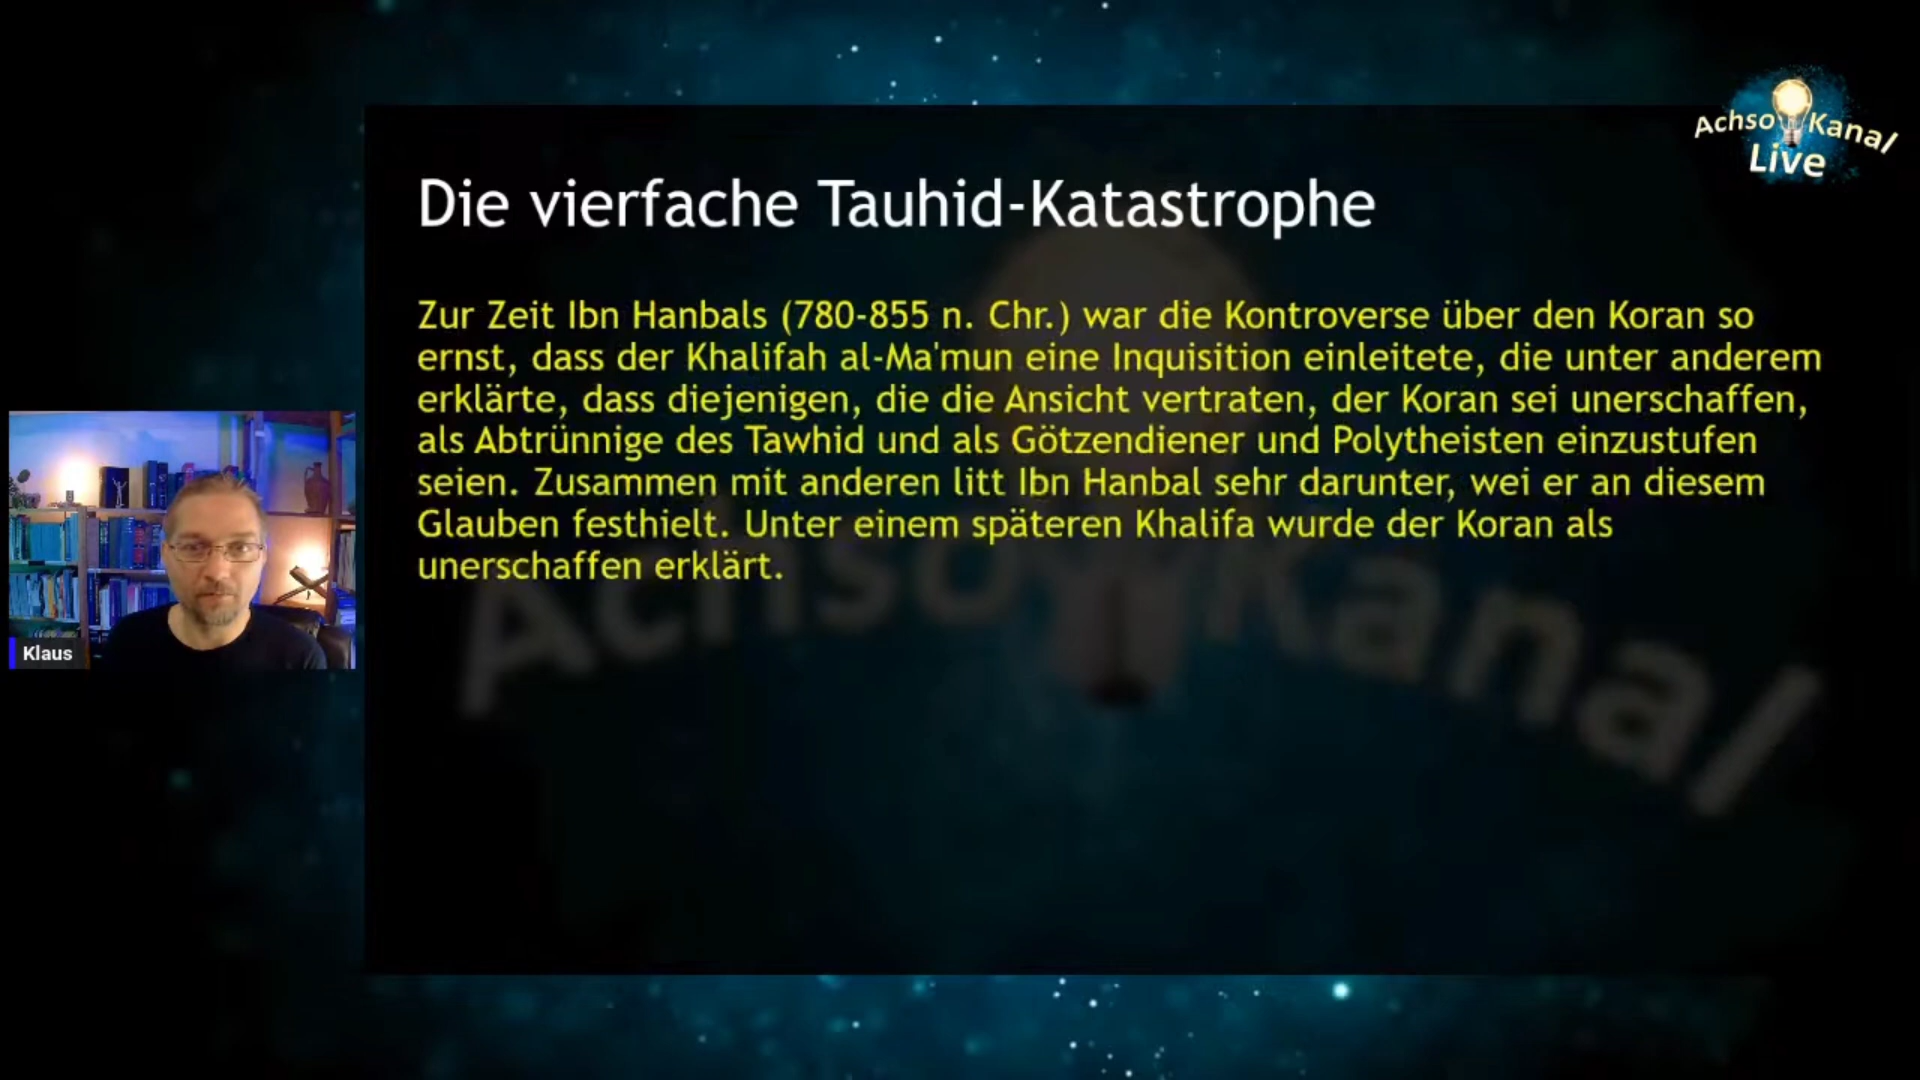 Achso Kanal
Live
Die vierfache Tauhid-Katastrophe
Zur Zeit Ibn Hanbals (780-855 n. Chr.) war die Kontroverse über den Koran so
ernst, dass der Khalifah al-Ma'mun eine Inquisition einleitete, die unter anderem
erklärte, dass diejenigen, die die Ansicht vertraten, der Koran sei unerschaffen,
als Abtrünnige des Tawhid und als Götzendiener und Polytheisten einzustufen
seien. Zusammen mit anderen litt Ibn Hanbal sehr darunter, wei er an diesem
Glauben festhielt. Unter einem späteren Khalifa wurde der Koran als
unerschaffen erklärt.
Achso Kanal
Klaus